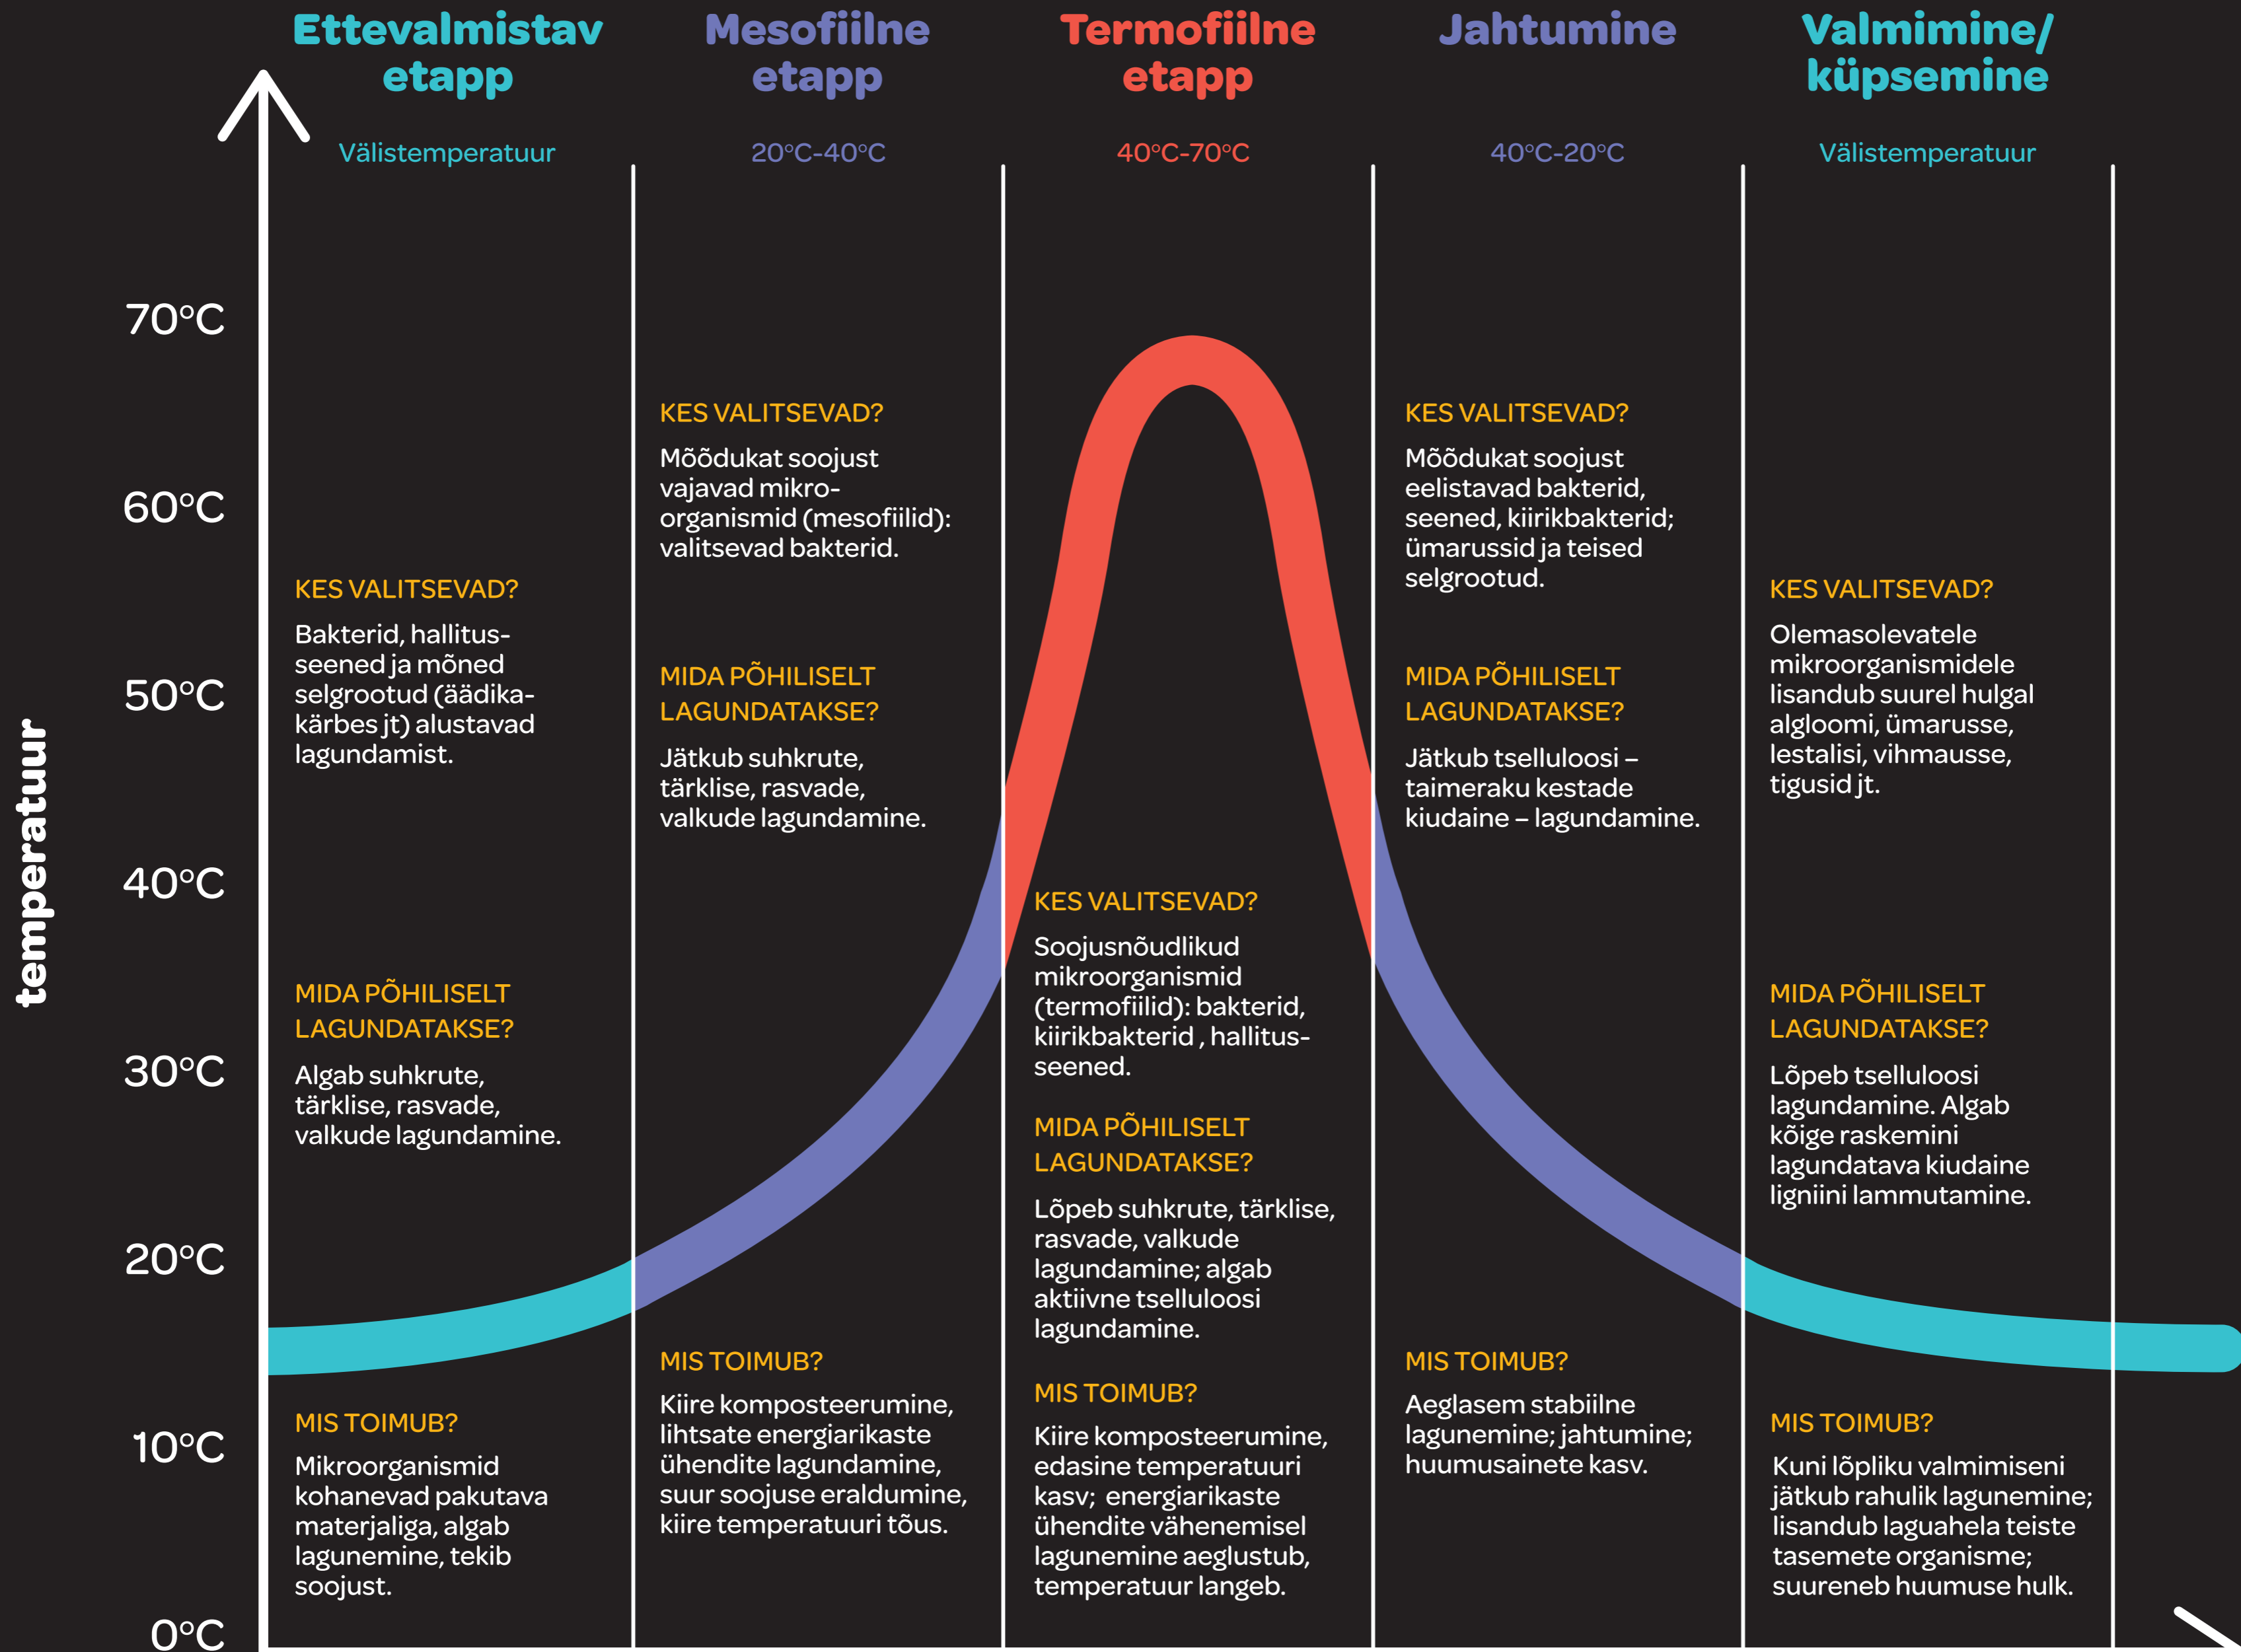 Ettevalmistav
etapp
Välistemperatuur
Mesofiilne
etapp
20°C-40°C
Termofiilne
etapp
40°C-70°C
Jahtumine
40°C-20°C
Valmimine/
küpsemine
Välistemperatuur
temperatuur
70°C
60°C
50°C
40°C
30°C
20°C
10°C
0°C
KES VALITSEVAD?
Bakterid, hallitus-
seened ja mõned
selgrootud (äädika-
kärbes jt) alustavad
lagundamist.
MIDA PÕHILISELT
LAGUNDATAKSE?
Algab suhkrute,
tärklise, rasvade,
valkude lagundamine.
MIS TOIMUB?
Mikroorganismid
kohanevad pakutava
materjaliga, algab
lagunemine, tekib
soojust.
KES VALITSEVAD?
Mõõdukat soojust
vajavad mikro-
organismid (mesofiilid):
valitsevad bakterid.
MIDA PÕHILISELT
LAGUNDATAKSE?
Jätkub suhkrute,
tärklise, rasvade,
valkude lagundamine.
MIS TOIMUB?
Kiire komposteerumine,
lihtsate energiarikaste
ühendite lagundamine,
suur soojuse eraldumine,
kiire temperatuuri tõus.
KES VALITSEVAD?
Soojusnõudlikud
mikroorganismid
(termofiilid): bakterid,
kiirikbakterid , hallitus-
seened.
MIDA PÕHILISELT
LAGUNDATAKSE?
Lõpeb suhkrute, tärklise,
rasvade, valkude
lagundamine; algab
aktiivne tselluloosi
lagundamine.
MIS TOIMUB?
Kiire komposteerumine,
edasine temperatuuri
kasv; energiarikaste
ühendite vähenemisel
lagunemine aeglustub,
temperatuur langeb.
KES VALITSEVAD?
Mõõdukat soojust
eelistavad bakterid,
seened, kiirikbakterid;
ümarussid ja teised
selgrootud.
MIDA PÕHILISELT
LAGUNDATAKSE?
Jätkub tselluloosi –
taimeraku kestade
kiudaine – lagundamine.
MIS TOIMUB?
Aeglasem stabiilne
lagunemine; jahtumine;
huumusainete kasv.
KES VALITSEVAD?
Olemasolevatele
mikroorganismidele
lisandub suurel hulgal
algloomi, ümarusse,
lestalisi, vihmausse,
tigusid jt.
MIDA PÕHILISELT
LAGUNDATAKSE?
Lõpeb tselluloosi
lagundamine. Algab
kõige raskemini
lagundatava kiudaine
ligniini lammutamine.
MIS TOIMUB?
Kuni lõpliku valmimiseni
jätkub rahulik lagunemine;
lisandub laguahela teiste
tasemete organisme;
suureneb huumuse hulk.